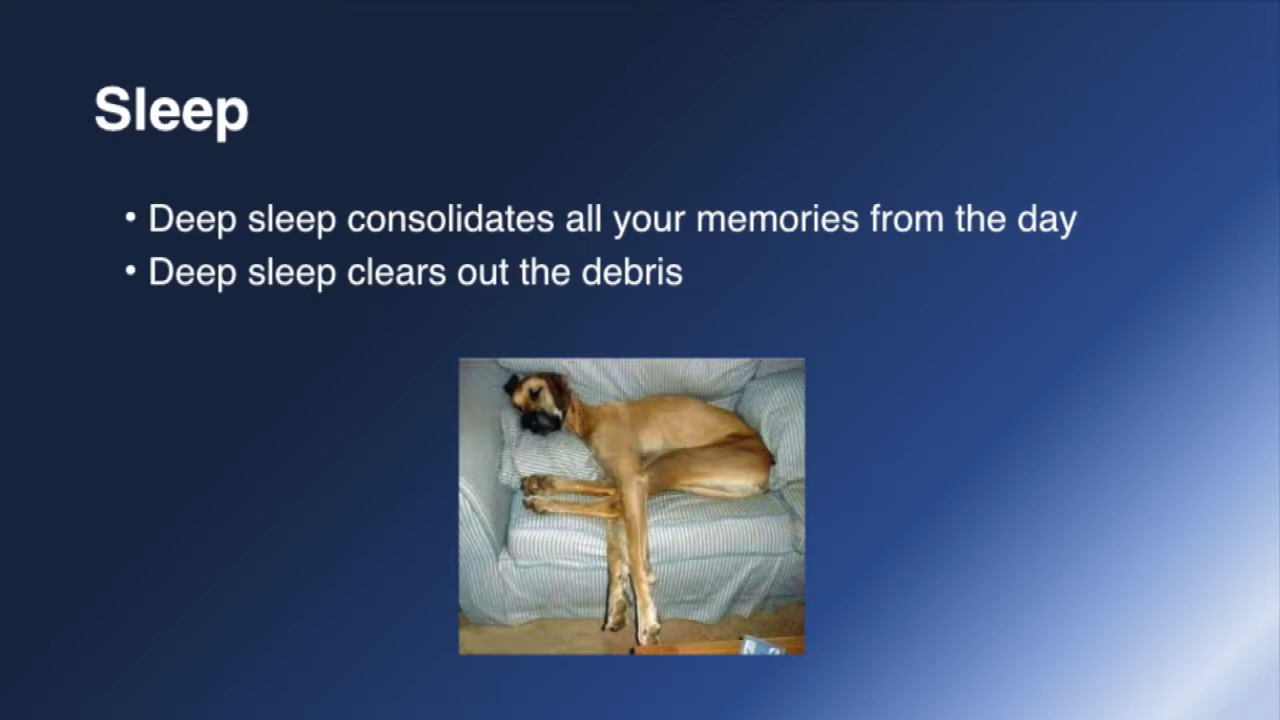 Sleep
• Deep sleep consolidates all your memories from the day
• Deep sleep clears out the debris